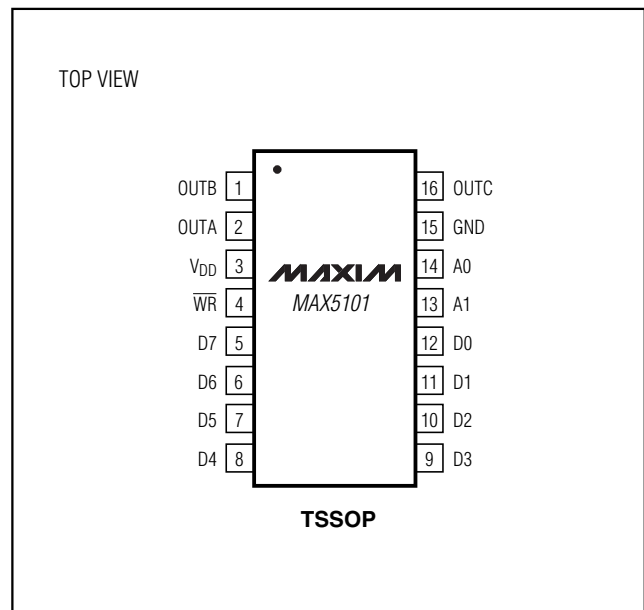 TOP VIEW
OUTB 1 16 OUTC
OUTA 2 15 GND
VDD 3 MAXIM 14 A0
WR 4 MAX5101 13 A1
D7 5 12 D0
D6 6 11 D1
D5 7 10 D2
D4 8 9 D3
TSSOP